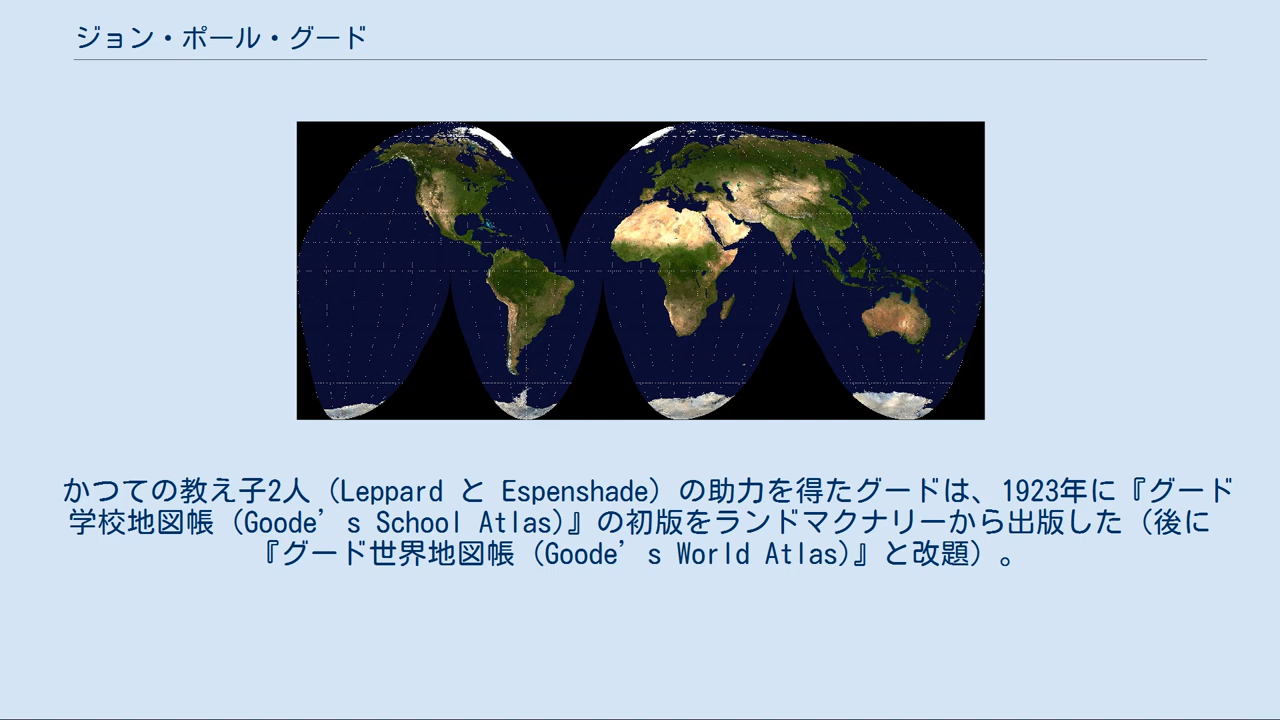 ジョン・ポール・グード
かつての教え子2人（Leppard と Espenshade）の助力を得たグードは、1923年に『グード
学校地図帳（Goode’s School Atlas)』の初版をランドマクナリーから出版した（後に
『グード世界地図帳（Goode’s World Atlas)』と改題）。